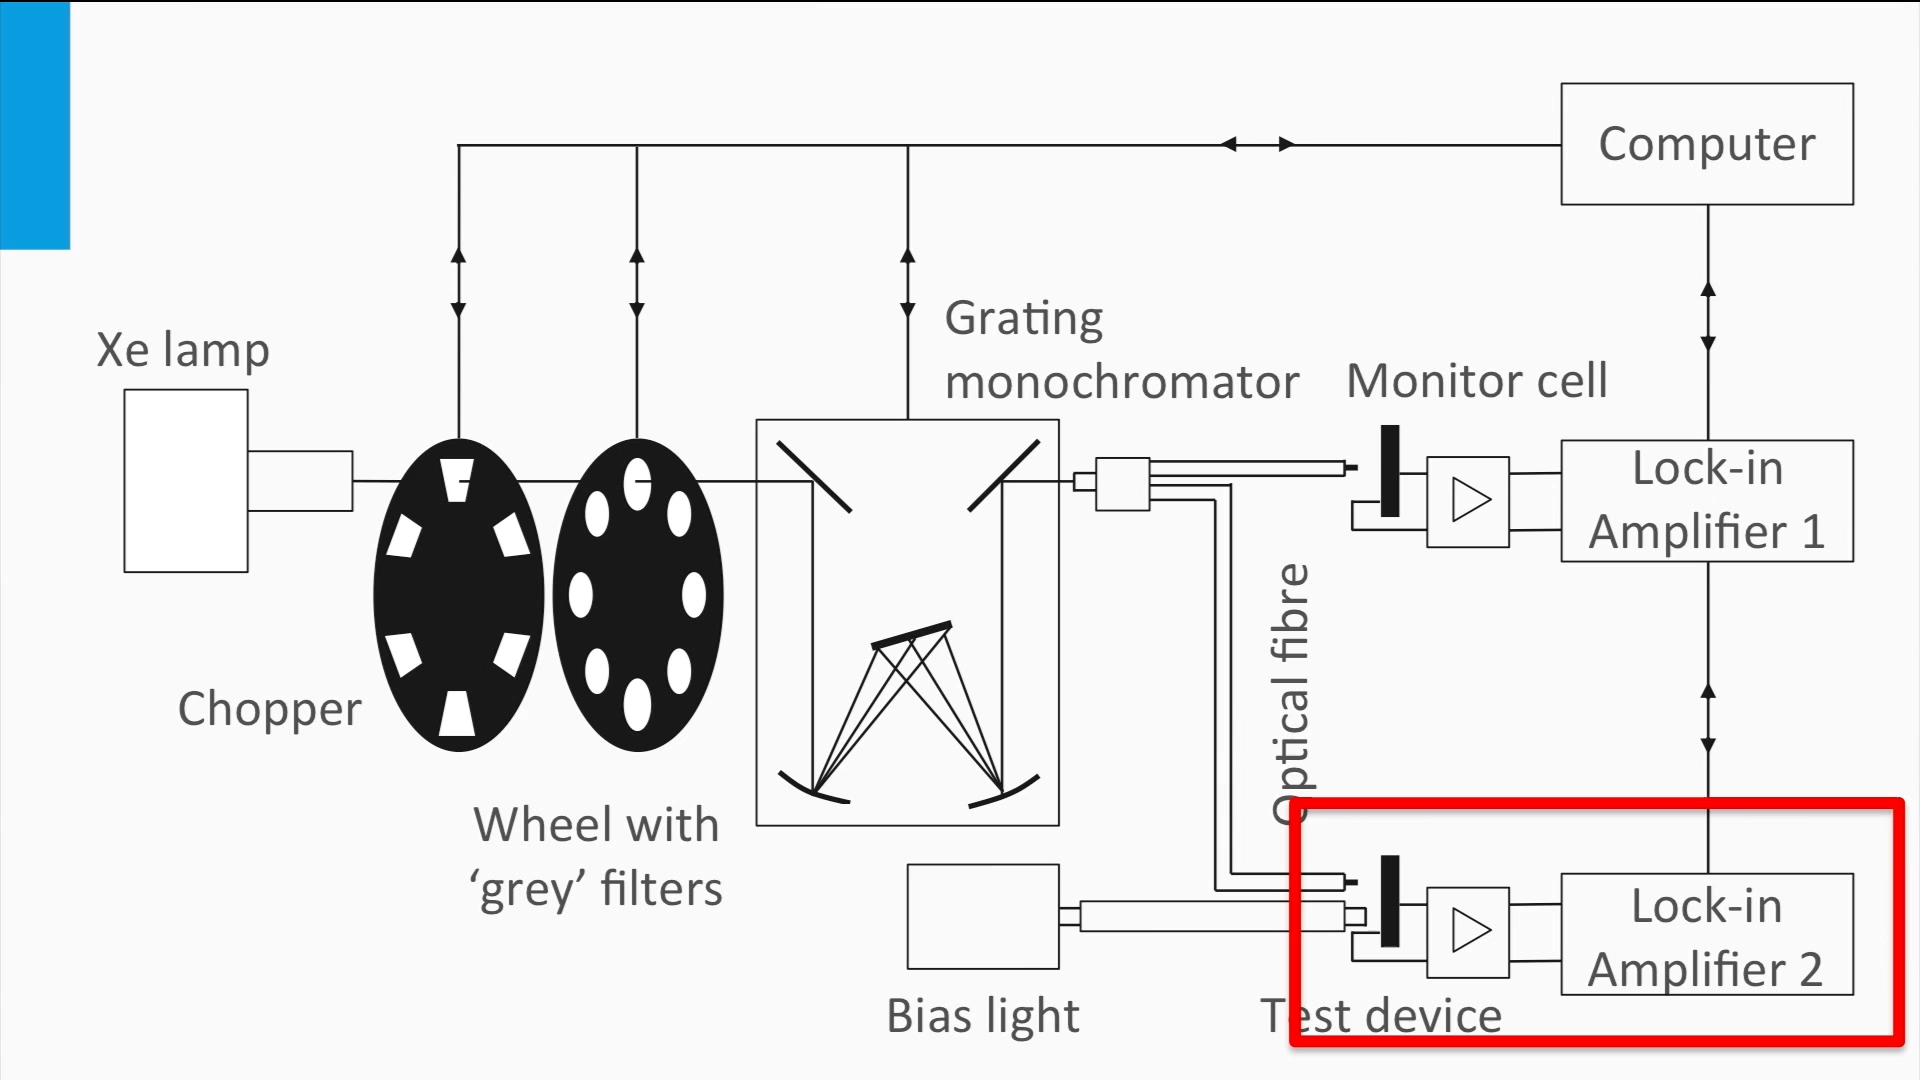 Computer
Grating
monochromator
Xe lamp
Monitor cell
Lock-in
Amplifier 1
Optical fibre
Chopper
Wheel with
‘grey’ filters
Lock-in
Amplifier 2
Bias light
Test device